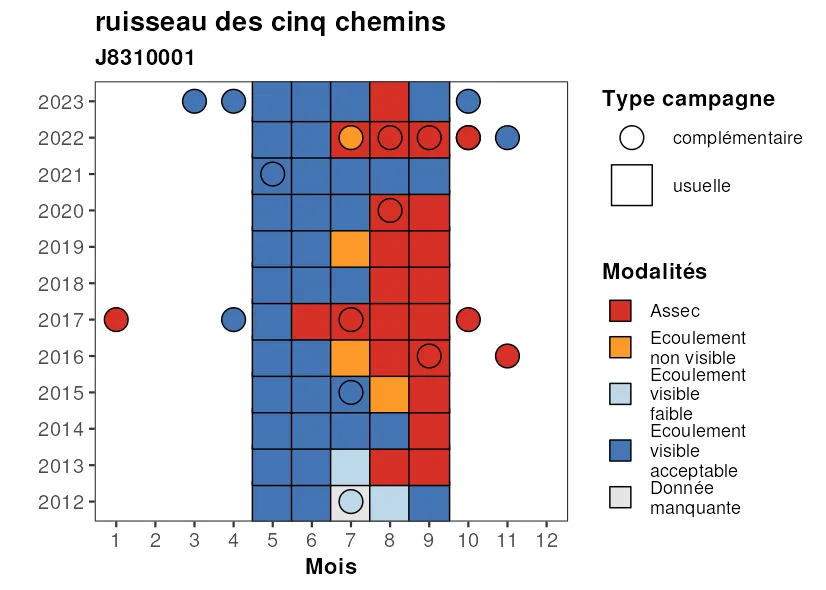 ruisseau des cinq chemins
J8310001
2023
2022
2021
2020
2019
2018
2017
2016
2015
2014
2013
2012
1 2 3 4 5 6 7 8 9 10 11 12
Mois
Type campagne
complémentaire
usuelle
Modalités
Assec
Ecoulement
non visible
Ecoulement
visible
faible
Ecoulement
visible
acceptable
Donnée
manquante